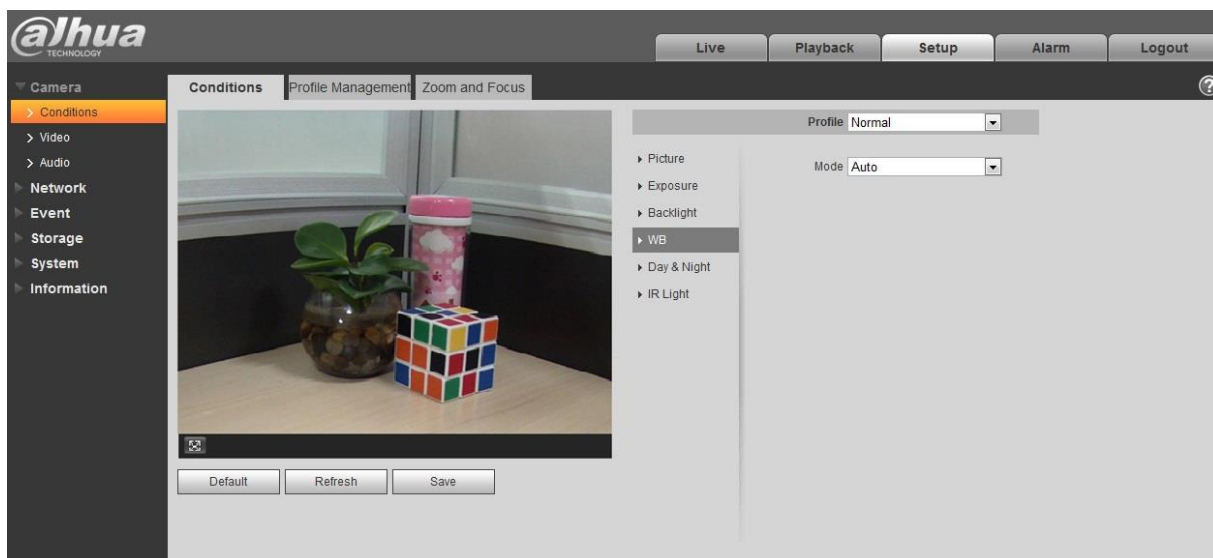 alhua
TECHNOLOGY
Live
Playback
Setup
Alarm
Logout
Camera
Conditions
Video
Audio
Network
Event
Storage
System
Information
Conditions
Profile Management
Zoom and Focus
?
Profile Normal
Picture
Exposure
Backlight
WB
Day & Night
IR Light
Mode Auto
Default
Refresh
Save